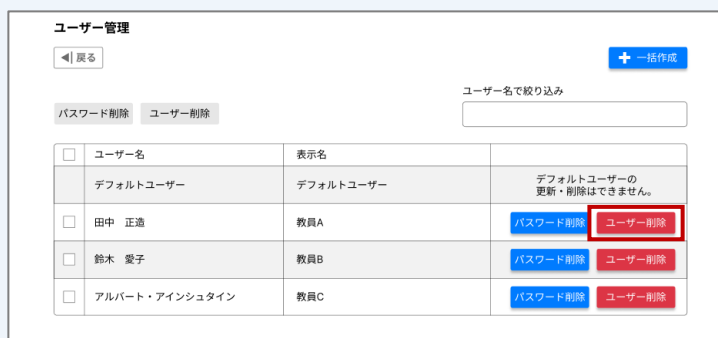 ユーザー管理
戻る
一括作成
ユーザー名で絞り込み
パスワード削除 ユーザー削除
ユーザー名 表示名
デフォルトユーザー デフォルトユーザー デフォルトユーザーの
更新・削除はできません。
田中 正造 教員A パスワード削除 ユーザー削除
鈴木 愛子 教員B パスワード削除 ユーザー削除
アルバート・アインシュタイン 教員C パスワード削除 ユーザー削除